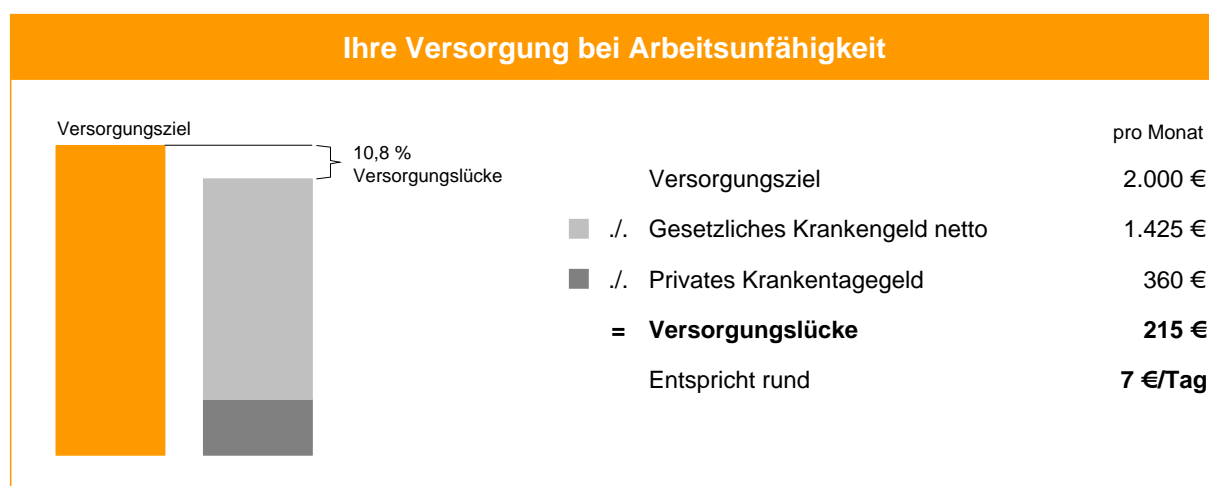 Ihre Versorgung bei Arbeitsunfähigkeit
Versorgungsziel
10,8 %
Versorgungslücke
pro Monat
Versorgungsziel 2.000 €
./. Gesetzliches Krankengeld netto 1.425 €
./. Privates Krankentagegeld 360 €
= Versorgungslücke 215 €
Entspricht rund 7 €/Tag